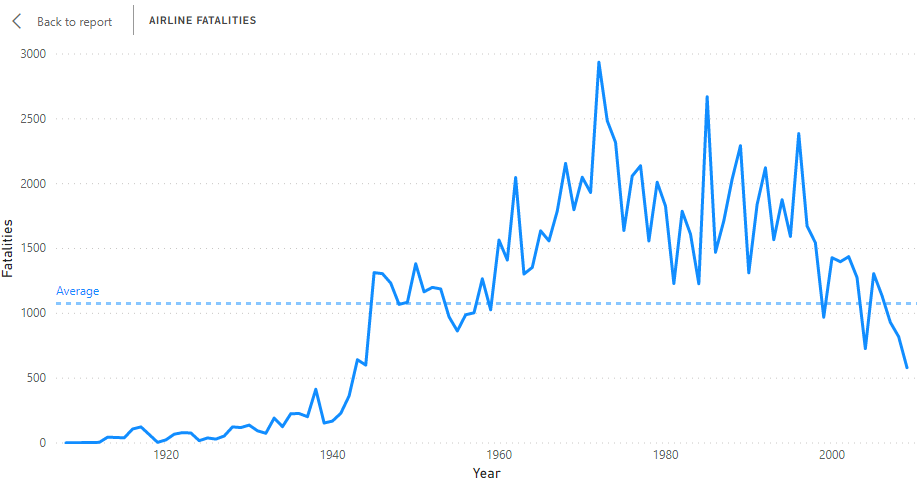 Back to report
AIRLINE FATALITIES
3000
2500
2000
1500
1000
500
0
Fatalities
Average
1920
1940
1960
1980
2000
Year